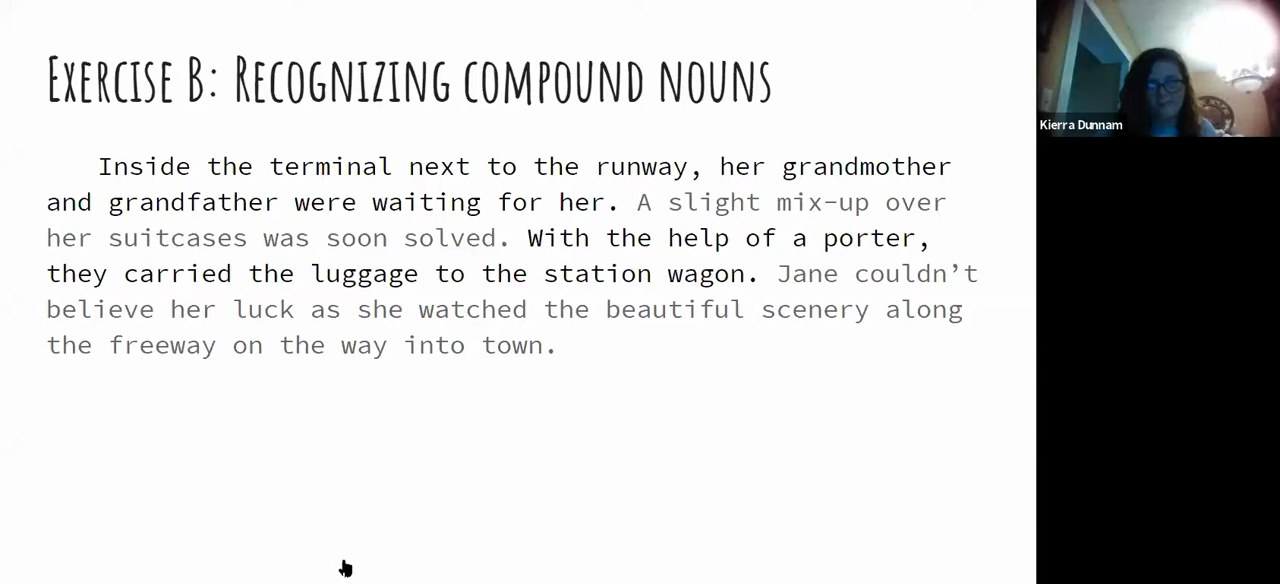 Exercise B: Recognizing compound nouns
Inside the terminal next to the runway, her grandmother
and grandfather were waiting for her. A slight mix-up over
her suitcases was soon solved. With the help of a porter,
they carried the luggage to the station wagon. Jane couldn’t
believe her luck as she watched the beautiful scenery along
the freeway on the way into town.
Kierra Dunnam